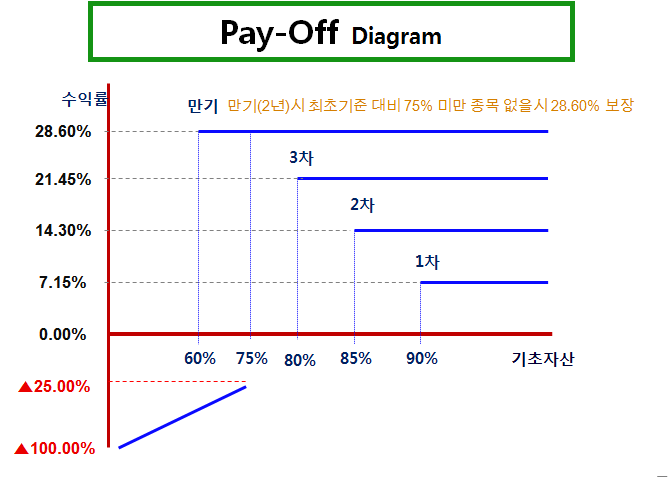 Pay-Off Diagram
수익률
만기 만기(2년)시 최초기준 대비 75% 미만 종목 없을시 28.60% 보장
28.60%
3차
21.45%
2차
14.30%
1차
7.15%
0.00%
60% 75% 80% 85% 90% 기초자산
▲25.00%
▲100.00%